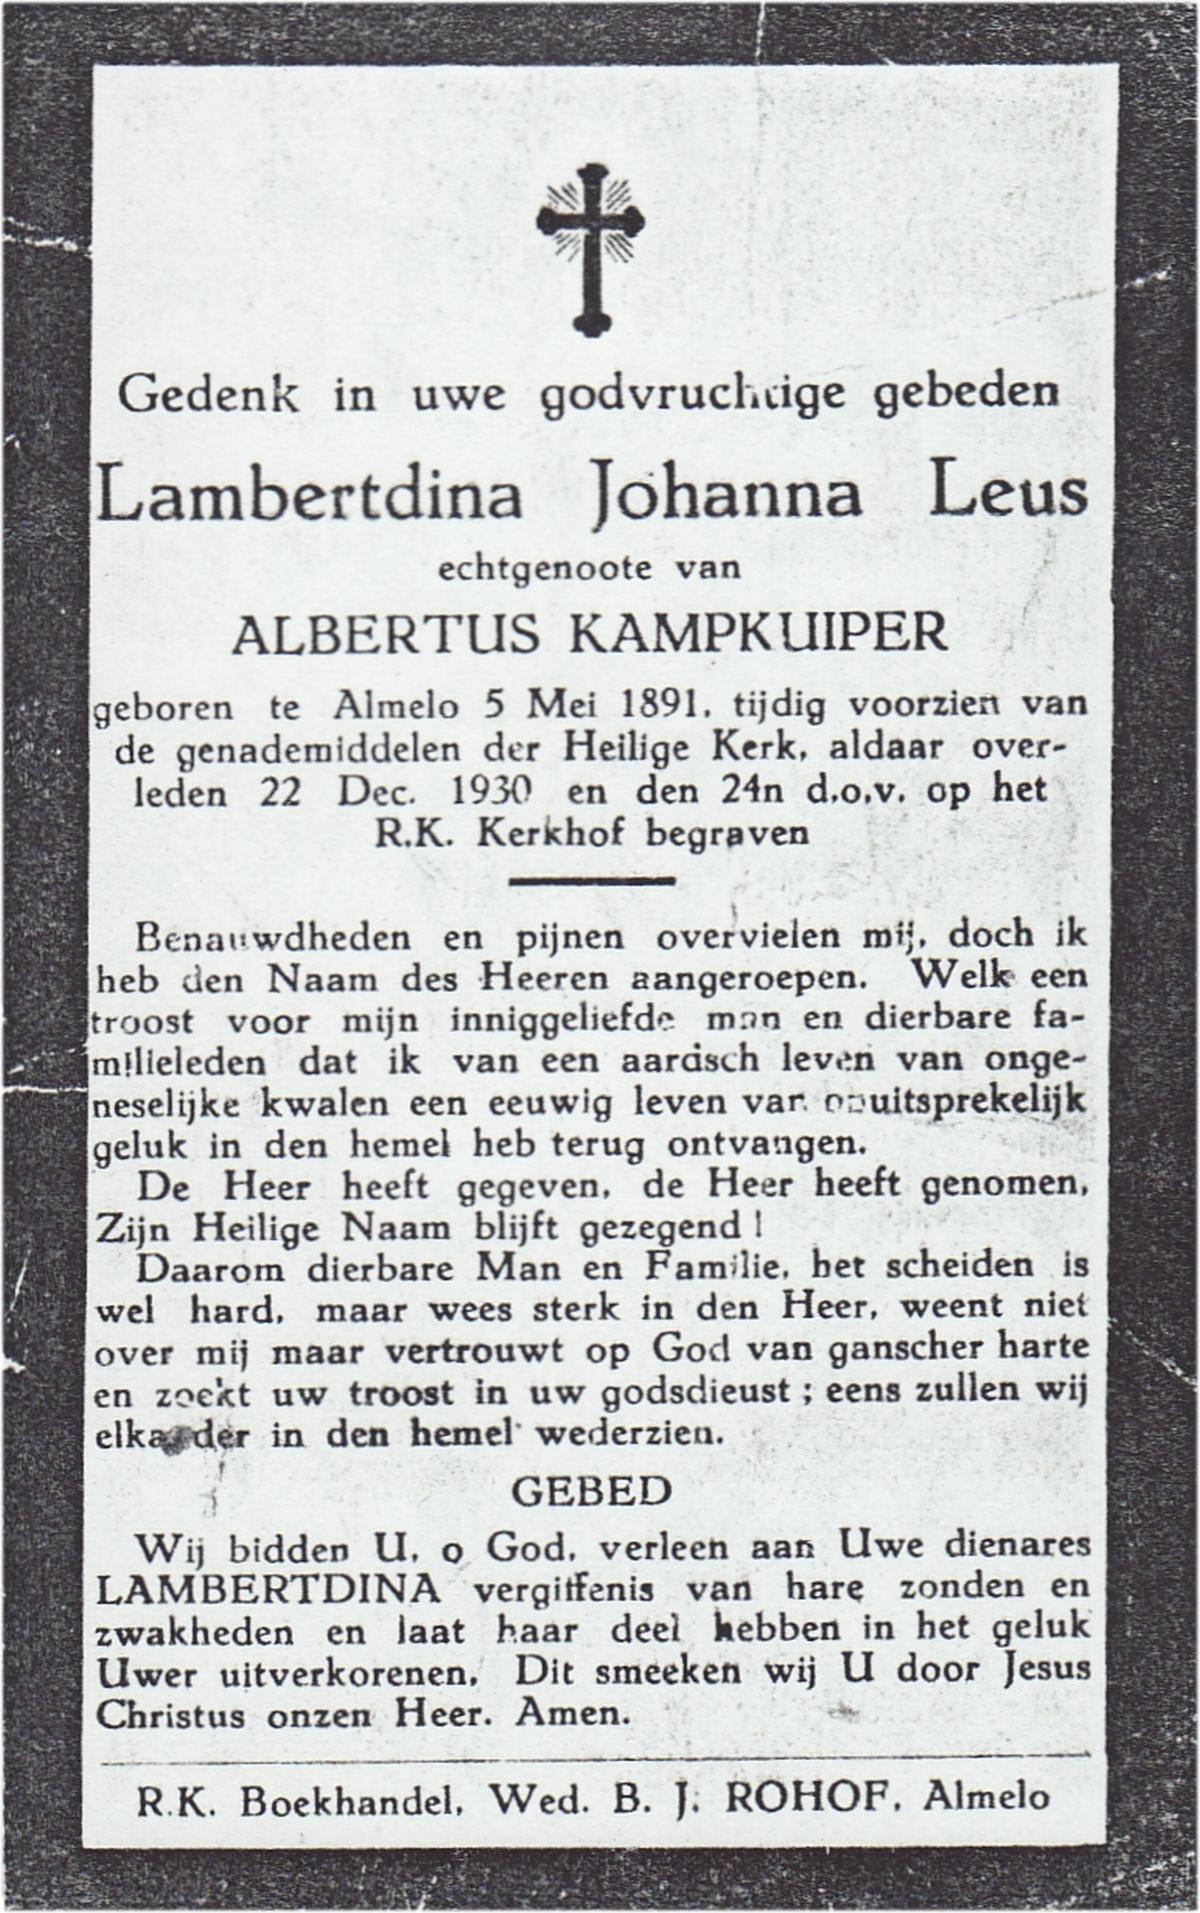 Gedenk in uwe godvruchtige gebeden
Lambertdina Johanna Leus
echtgenoote van
ALBERTUS KAMPKUIPER
geboren te Almelo 5 Mei 1891, tijdig voorzien van
de genademiddelen der Heilige Kerk, aldaar over-
leden 22 Dec. 1930 en den 24n d.o.v. op het
R.K. Kerkhof begraven
Benauwdheden en pijnen overvielen mij, doch ik
heb den Naam des Heeren aangeroepen. Welk een
troost voor mijn inniggeliefde man en dierbare fa-
milieleden dat ik van een aardsch leven van onge-
neselijke kwalen een eeuwig leven van onuitsprekelijk
geluk in den hemel heb terug ontvangen.
De Heer heeft gegeven, de Heer heeft genomen,
Zijn Heilige Naam blijft gezegend !
Daarom dierbare Man en Familie, het scheiden is
wel hard, maar wees sterk in den Heer, weent niet
over mij maar vertrouwt op God van ganscher harte
en zoekt uw troost in uw godsdieust ; eens zullen wij
elkander in den hemel wederzien.
GEBED
Wij bidden U, o God, verleen aan Uwe dienares
LAMBERTDINA vergiffenis van hare zonden en
zwakheden en laat haar deel hebben in het geluk
Uwer uitverkorenen, Dit smeeken wij U door Jesus
Christus onzen Heer. Amen.
R.K. Boekhandel, Wed. B. J. ROHOF, Almelo